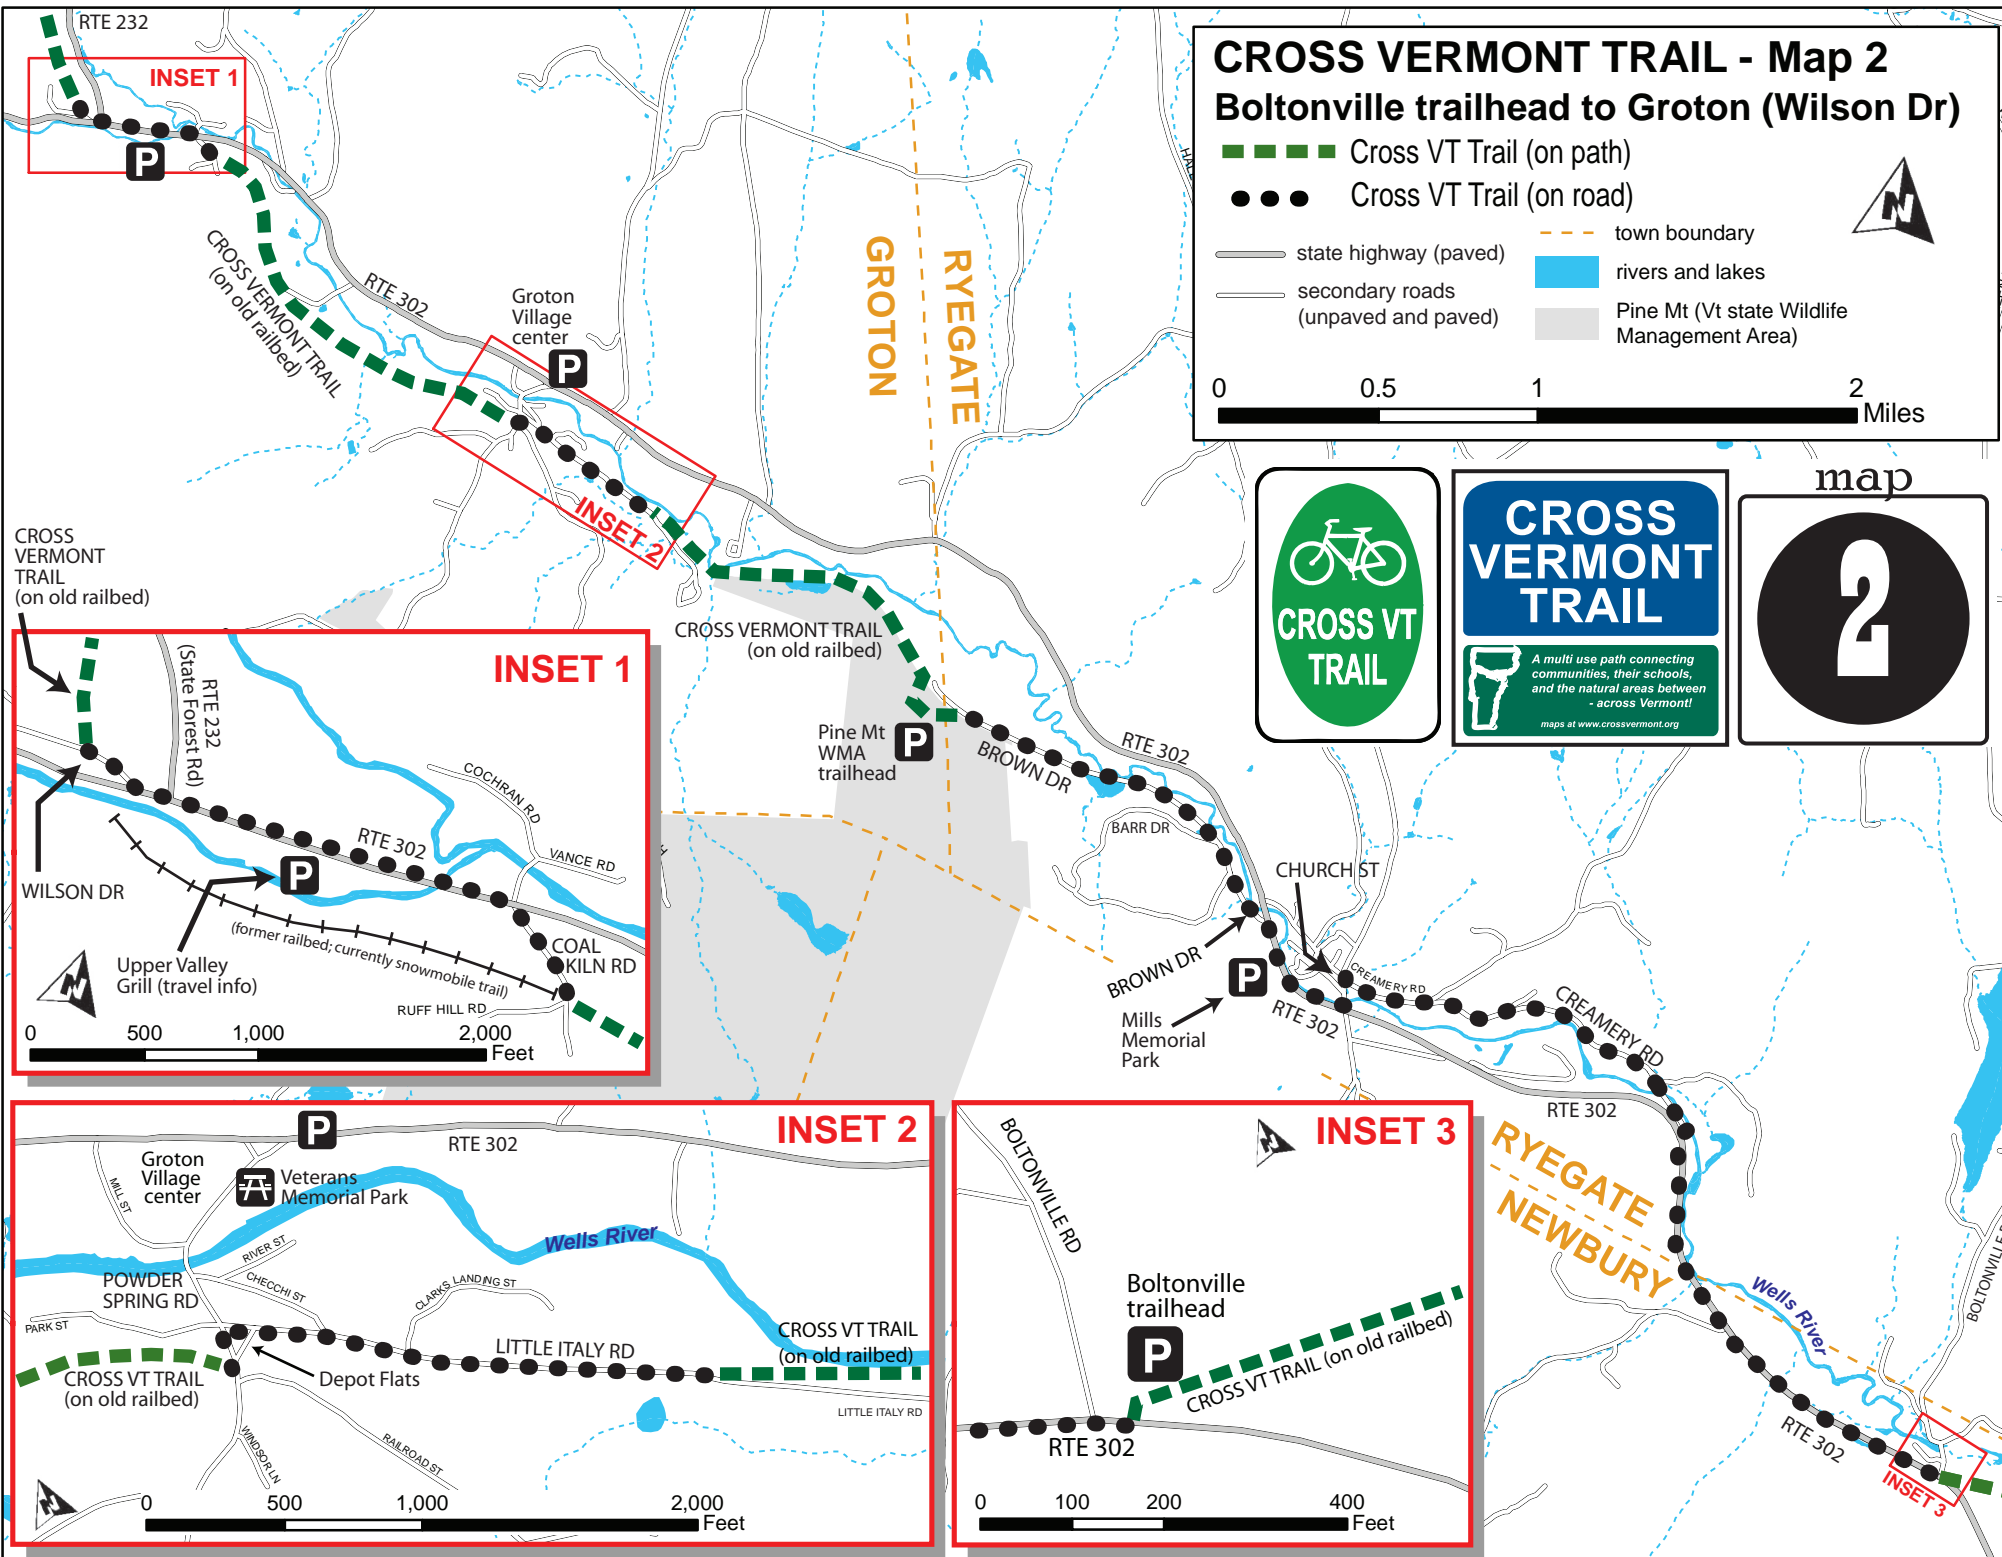 CROSS VERMONT TRAIL - Map 2
Boltonville trailhead to Groton (Wilson Dr)
Cross VT Trail (on path)
Cross VT Trail (on road)
state highway (paved)
secondary roads
(unpaved and paved)
town boundary
rivers and lakes
Pine Mt (Vt state Wildlife
Management Area)
N
0 0.5 1 2
Miles
RTE 232
INSET 1
P
CROSS VERMONT TRAIL
(on old railbed)
RTE 302
Groton
Village
center
P
INSET 2
GROTON
RYEGATE
CROSS VT
TRAIL
CROSS
VERMONT
TRAIL
A multi use path connecting
communities, their schools,
and the natural areas between
- across Vermont!
maps at www.crossvermont.org
map
2
CROSS
VERMONT
TRAIL
(on old railbed)
CROSS VERMONT TRAIL
(on old railbed)
Pine Mt
WMA
trailhead
P
BROWN DR
RTE 302
BARR DR
CHURCH ST
BROWN DR
P
CREAMERY RD
CREAMERY RD
RTE 302
Mills
Memorial
Park
RTE 302
RYEGATE
NEWBURY
Wells River
BOLTONVILLE
RTE 302
INSET 3
INSET 1
RTE 232
(State Forest Rd)
COCHRAN RD
VANCE RD
RTE 302
P
WILSON DR
(former railbed; currently snowmobile trail)
COAL
KILN RD
Upper Valley
Grill (travel info)
RUFF HILL RD
N
0 500 1,000 2,000
Feet
INSET 2
P
RTE 302
Groton
Village
center
MILL ST
Veterans
Memorial Park
Wells River
RIVER ST
POWDER
SPRING RD
CHECCHI ST
CLARKS LANDING ST
PARK ST
LITTLE ITALY RD
CROSS VT TRAIL
(on old railbed)
CROSS VT TRAIL
(on old railbed)
Depot Flats
LITTLE ITALY RD
WINDSOR LN
RAILROAD ST
N
0 500 1,000 2,000
Feet
INSET 3
N
BOLTONVILLE RD
Boltonville
trailhead
P
CROSS VT TRAIL (on old railbed)
RTE 302
0 100 200 400
Feet